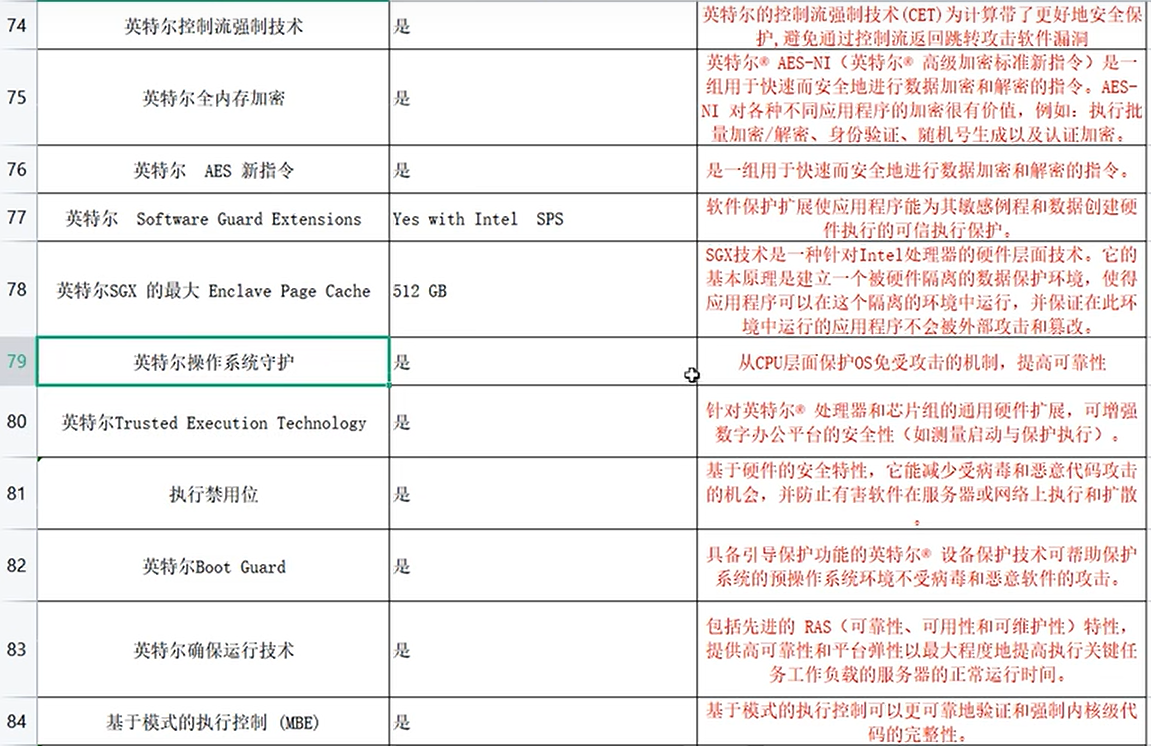 74 英特尔控制流强制技术 是 英特尔的控制流强制技术(CET)为计算带了更好地安全保
护,避免通过控制流返回跳转攻击软件漏洞
75 英特尔全内存加密 是 英特尔® AES-NI（英特尔® 高级加密标准新指令）是一
组用于快速而安全地进行数据加密和解密的指令。AES-
NI 对各种不同应用程序的加密很有价值，例如：执行批
量加密/解密、身份验证、随机号生成以及认证加密。
76 英特尔 AES 新指令 是 是一组用于快速而安全地进行数据加密和解密的指令。
77 英特尔 Software Guard Extensions Yes with Intel SPS 软件保护扩展使应用程序能为其敏感例程和数据创建硬
件执行的可信执行保护。
78 英特尔SGX 的最大 Enclave Page Cache 512 GB SGX技术是一种针对Intel处理器的硬件层面技术。它的
基本原理是建立一个被硬件隔离的数据保护环境，使得
应用程序可以在这个隔离的环境中运行，并保证在此环
境中运行的应用程序不会被外部攻击和篡改。
79 英特尔操作系统守护 是 从CPU层面保护OS免受攻击的机制，提高可靠性
80 英特尔Trusted Execution Technology 是 针对英特尔® 处理器和芯片组的通用硬件扩展，可增强
数字办公平台的安全性（如测量启动与保护执行）。
81 执行禁用位 是 基于硬件的安全特性，它能减少受病毒和恶意代码攻击
的机会，并防止有害软件在服务器或网络上执行和扩散
。
82 英特尔Boot Guard 是 具备引导保护功能的英特尔® 设备保护技术可帮助保护
系统的预操作系统环境不受病毒和恶意软件的攻击。
83 英特尔确保运行技术 是 包括先进的 RAS（可靠性、可用性和可维护性）特性，
提供高可靠性和平台弹性以最大程度地提高执行关键任
务工作负载的服务器的正常运行时间。
84 基于模式的执行控制 (MBE) 是 基于模式的执行控制可以更可靠地验证和强制内核级代
码的完整性。